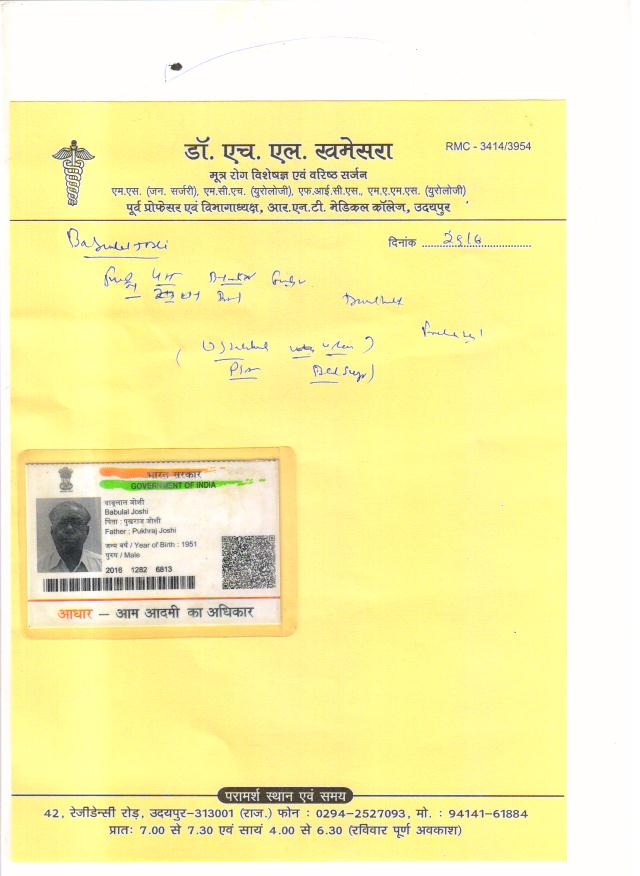 डॉ. एच. एल. खमेसरा
RMC - 3414/3954
मूत्र रोग विशेषज्ञ एवं वरिष्ठ सर्जन
एम.एस. (जन. सर्जरी), एम.सी.एच. (युरोलोजी), एफ.आई.सी.एस., म.ए.एम.एस. (युरोलोजी)
पूर्व प्रोफेसर एवं विभागाध्यक्ष, आर.एन.टी. मेडिकल कॉलेज, उदयपुर
Babulal Joshi
दिनांक 29/6
भारत सरकार
GOVERNMENT OF INDIA
बाबूलाल जोशी
Babulal Joshi
पिता : पुखराज जोशी
Father : Pukhraj Joshi
जन्म वर्ष / Year of Birth : 1951
पुरुष / Male
2016 1282 6813
आधार – आम आदमी का अधिकार
परामर्श स्थान एवं समय
42, रेजीडेन्सी रोड़, उदयपुर-313001 (राज.) फोन : 0294-2527093, मो. : 94141-61884
प्रातः 7.00 से 7.30 एवं सायं 4.00 से 6.30 (रविवार पूर्ण अवकाश)